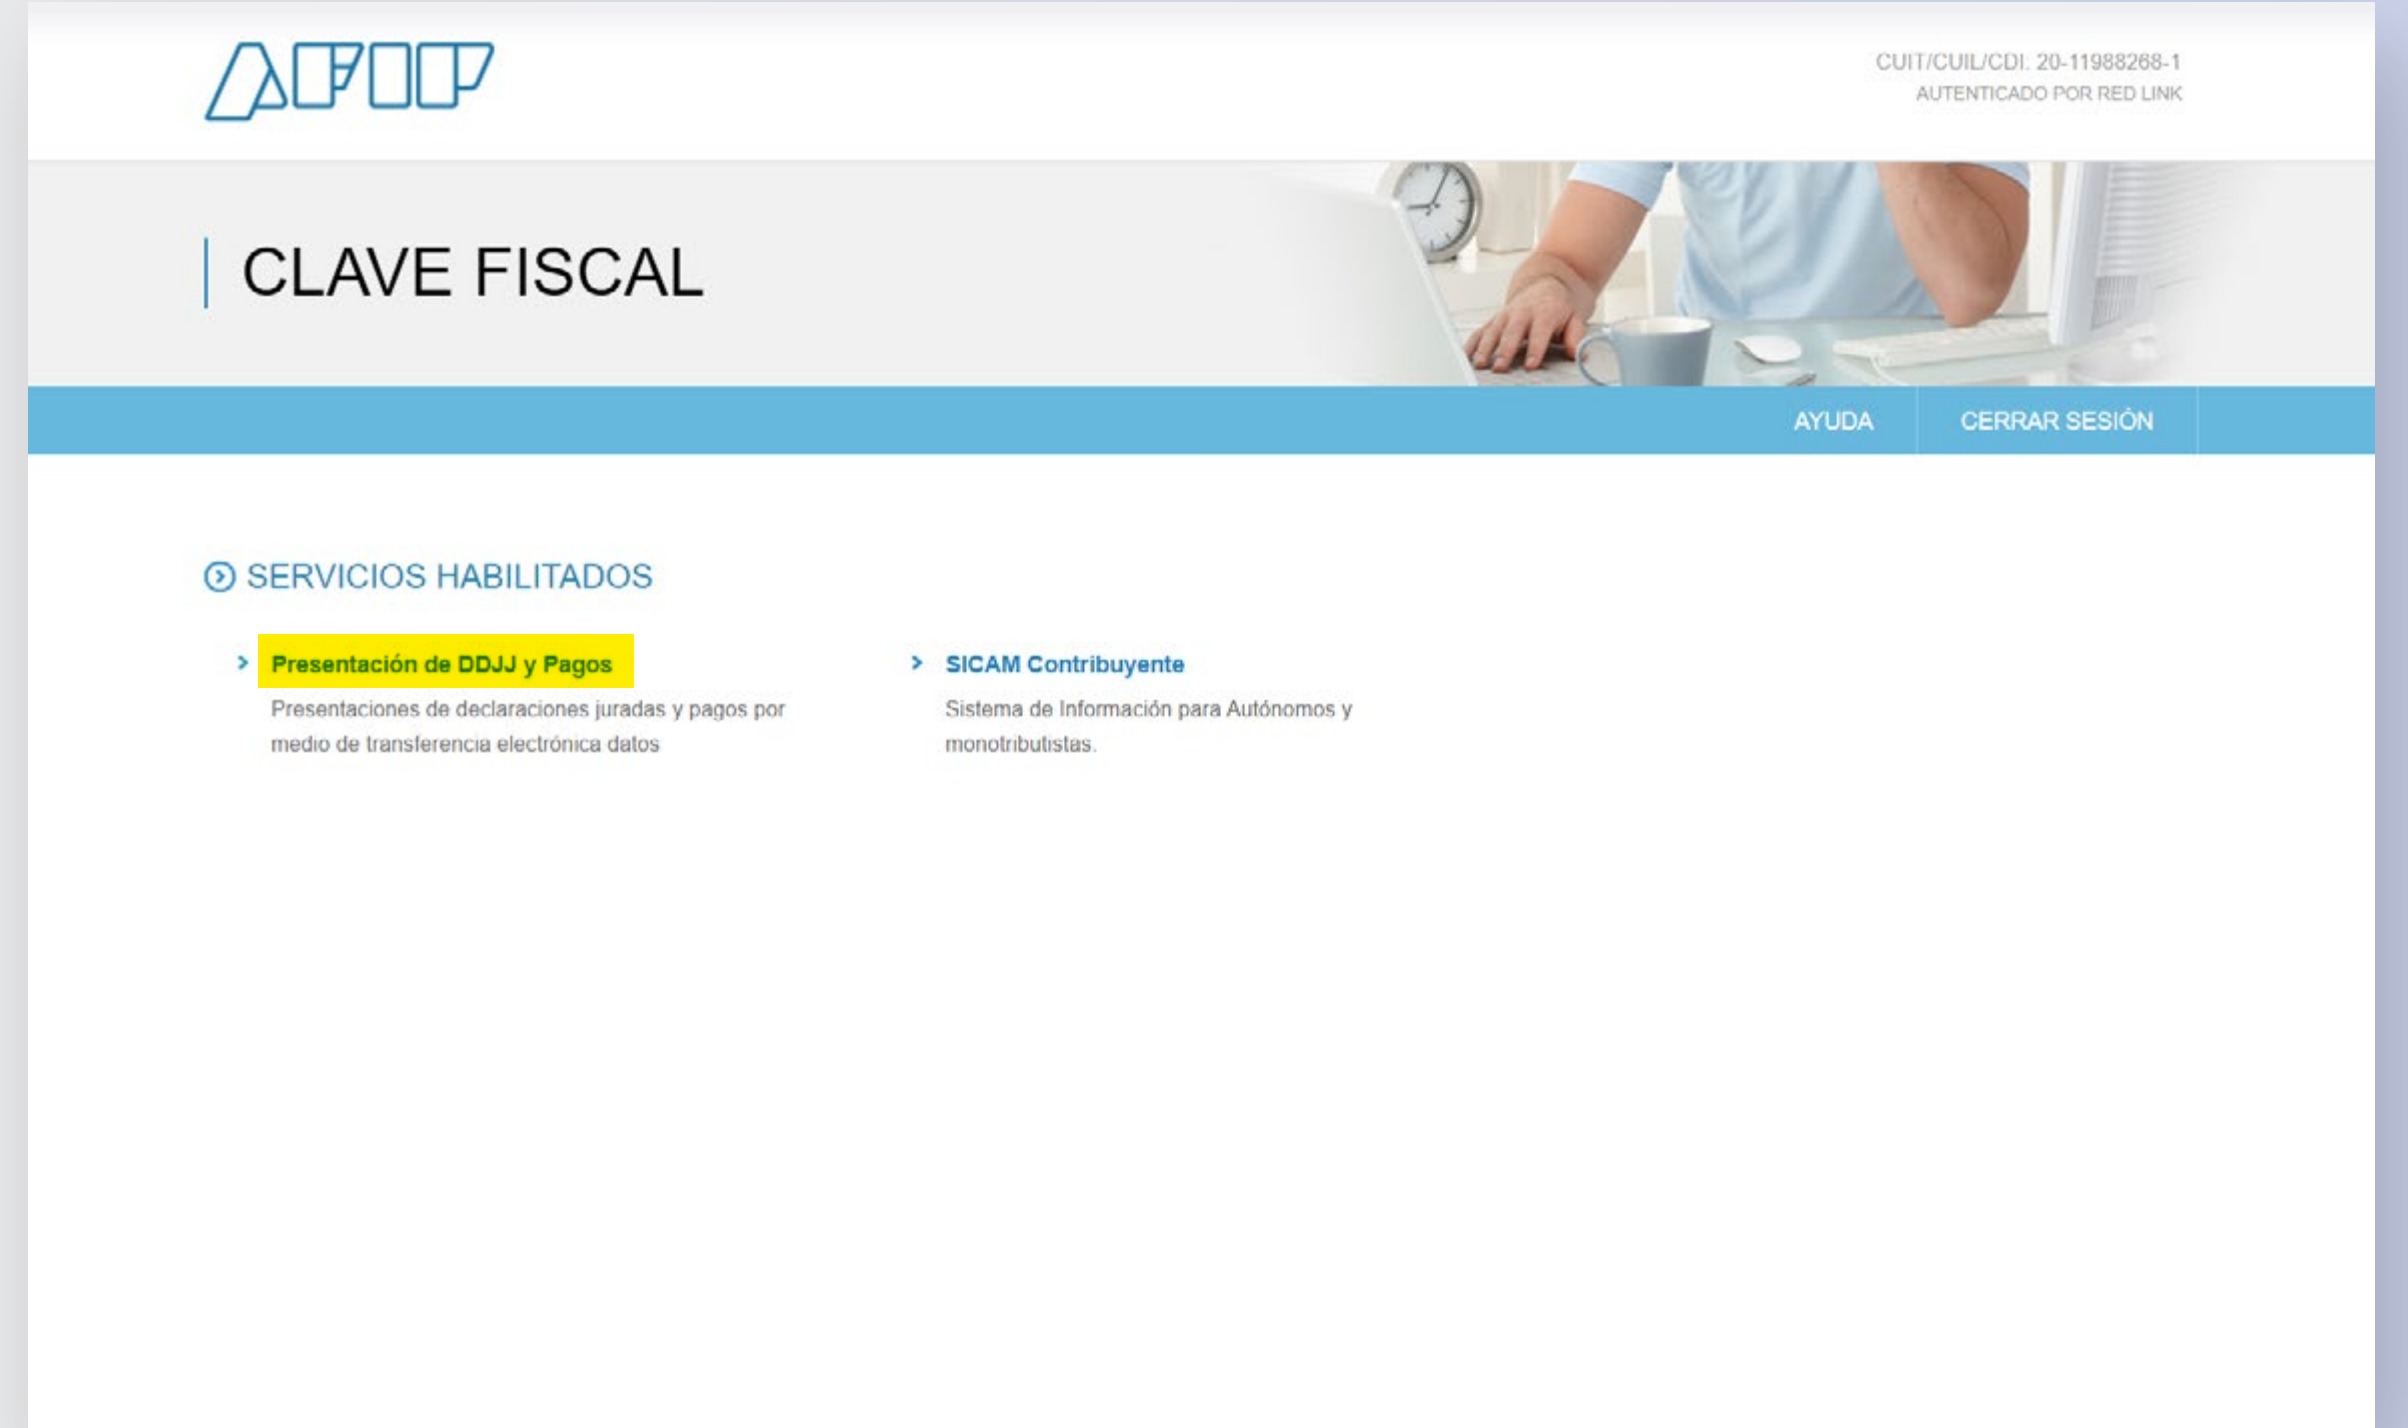 AFIP
CUIT/CUIL/CDI: 20-11988268-1
AUTENTICADO POR RED LINK
CLAVE FISCAL
AYUDA
CERRAR SESIÓN
SERVICIOS HABILITADOS
Presentación de DDJJ y Pagos
Presentaciones de declaraciones juradas y pagos por
medio de transferencia electrónica datos
SICAM Contribuyente
Sistema de Información para Autónomos y
monotributistas.